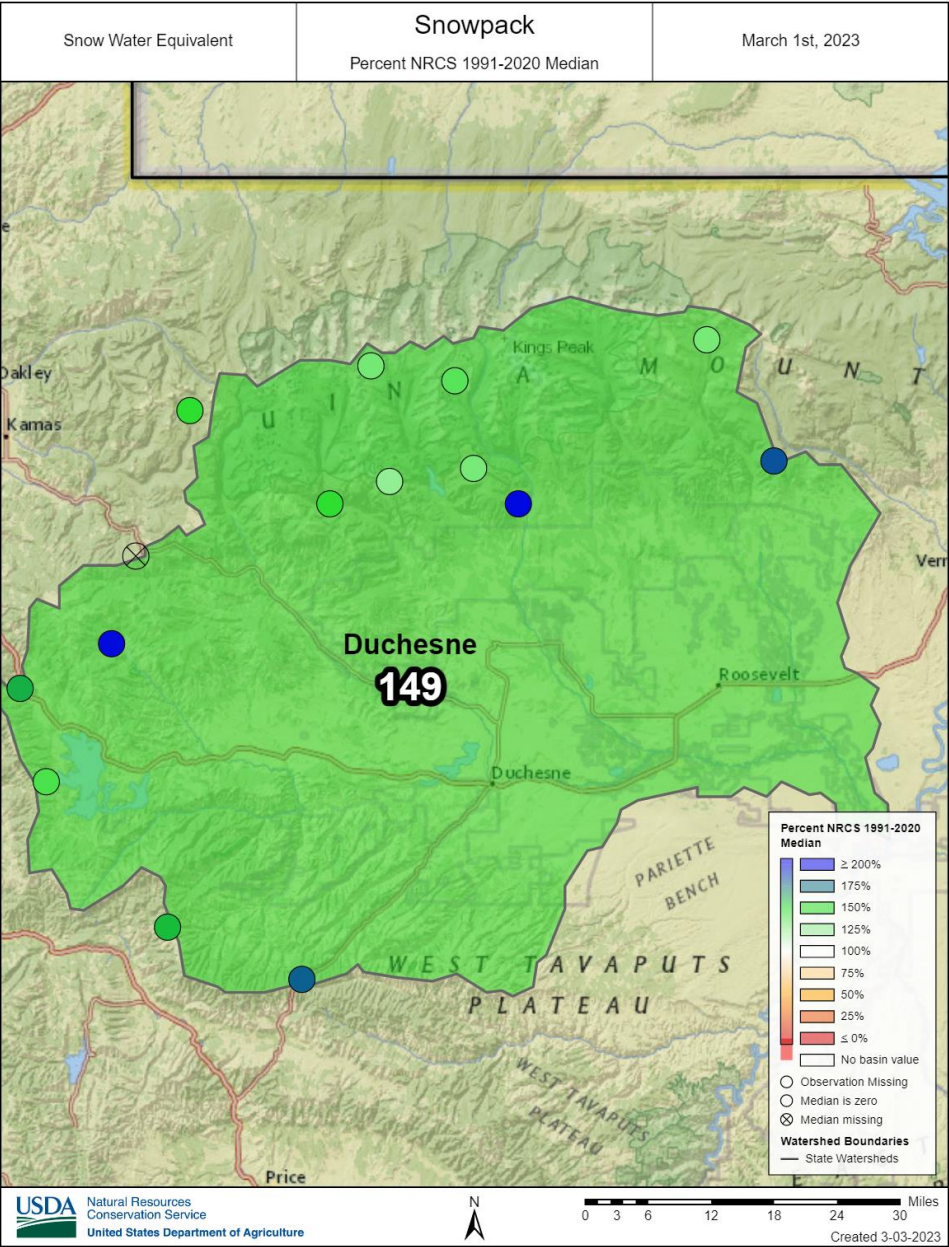 Snow Water Equivalent
Snowpack
Percent NRCS 1991-2020 Median
March 1st, 2023
e
Oakley
Kamas
Kings Peak
U I N A M O U N T
Vern
Duchesne
149
Roosevelt
Duchesne
PARIETTE
BENCH
WEST TAVAPUTS
PLATEAU
WEST TAVAPUTS
PLATEAU
Price
Percent NRCS 1991-2020
Median
≥ 200%
175%
150%
125%
100%
75%
50%
25%
≤ 0%
No basin value
Observation Missing
Median is zero
Median missing
Watershed Boundaries
State Watersheds
E
USDA
Natural Resources
Conservation Service
United States Department of Agriculture
N
Miles
0 3 6 12 18 24 30
Created 3-03-2023